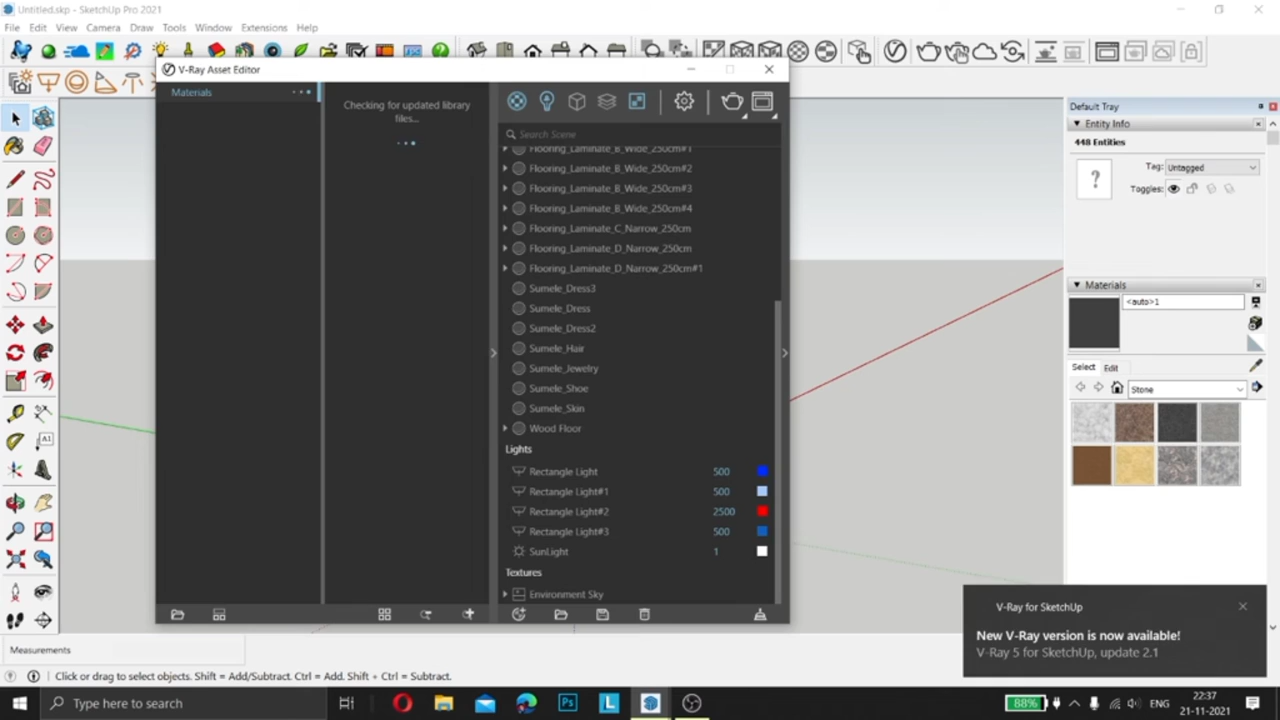 Untitled.skp - SketchUp Pro 2021
File Edit View Camera Draw Tools Window Extensions Help
V-Ray Asset Editor
Materials
Checking for updated library
files...
Search Scene
Flooring_Laminate_B_Wide_250cm#1
Flooring_Laminate_B_Wide_250cm#2
Flooring_Laminate_B_Wide_250cm#3
Flooring_Laminate_B_Wide_250cm#4
Flooring_Laminate_C_Narrow_250cm
Flooring_Laminate_D_Narrow_250cm
Flooring_Laminate_D_Narrow_250cm#1
Sumele_Dress3
Sumele_Dress
Sumele_Dress2
Sumele_Hair
Sumele_Jewelry
Sumele_Shoe
Sumele_Skin
Wood Floor
Lights
Rectangle Light 500
Rectangle Light#1 500
Rectangle Light#2 2500
Rectangle Light#3 500
SunLight 1
Textures
Environment Sky
Default Tray
Entity Info
448 Entities
?
Tag: Untagged
Toggles:
Materials
<auto>1
Select Edit
Stone
V-Ray for SketchUp
New V-Ray version is now available!
V-Ray 5 for SketchUp, update 2.1
Measurements
Click or drag to select objects. Shift = Add/Subtract. Ctrl = Add. Shift + Ctrl = Subtract.
Type here to search
88%
ENG
22:37
21-11-2021